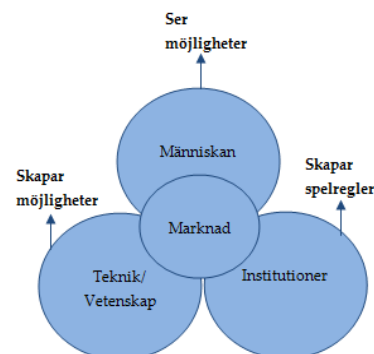 Ser
möjligheter
Människan
Skapar
spelregler
Skapar
möjligheter
Marknad
Teknik/
Vetenskap
Institutioner